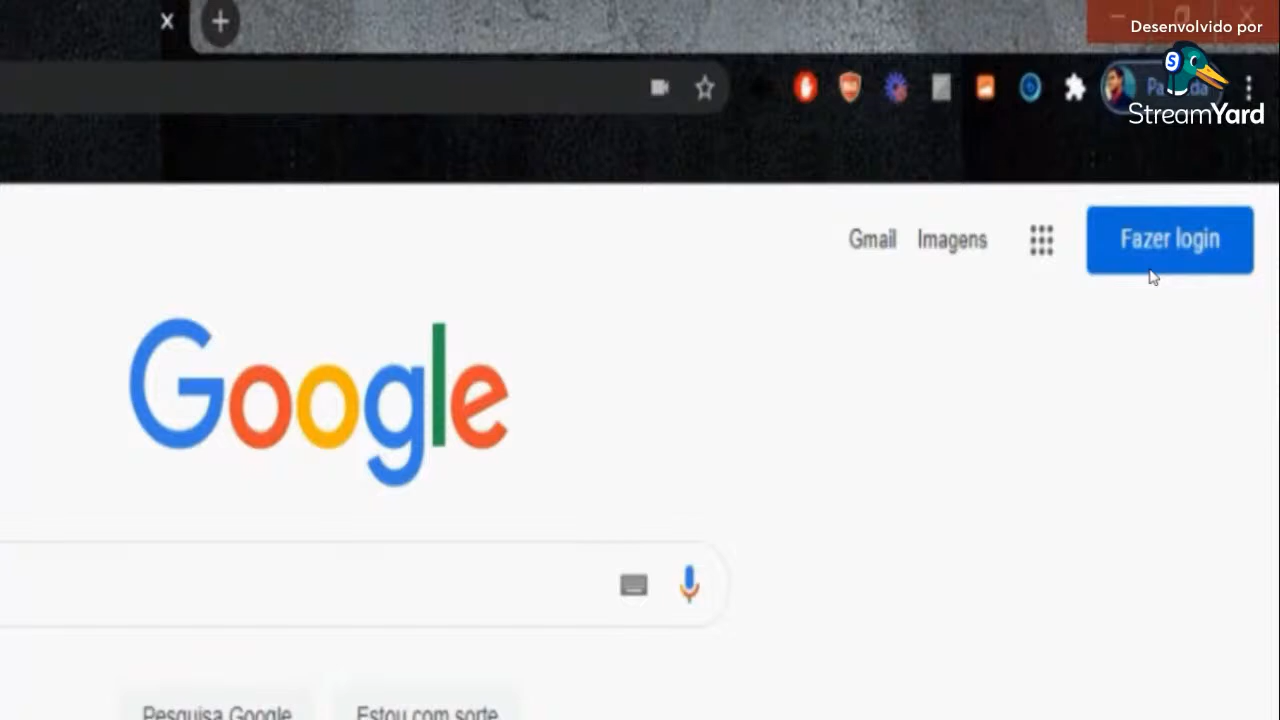 Desenvolvido por
StreamYard
Gmail
Imagens
Fazer login
Google
Pesquisa Google
Estou com sorte